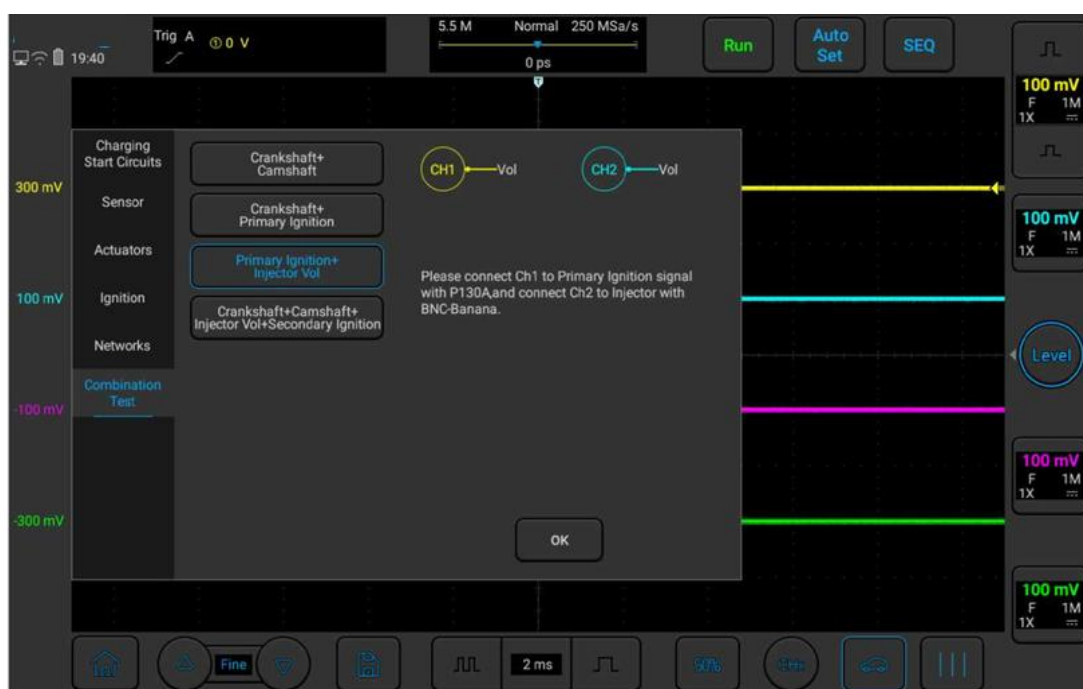 19:40
Trig A ① 0 V
5.5 M Normal 250 MSa/s
0 ps
T
Run
Auto
Set
SEQ
100 mV
F 1M
1X
300 mV
100 mV
-100 mV
-300 mV
Charging
Start Circuits
Sensor
Actuators
Ignition
Networks
Combination
Test
Crankshaft+
Camshaft
Crankshaft+
Primary Ignition
Primary Ignition+
Injector Vol
Crankshaft+Camshaft+
Injector Vol+Secondary Ignition
CH1 Vol
CH2 Vol
Please connect Ch1 to Primary Ignition signal
with P130A,and connect Ch2 to Injector with
BNC-Banana.
OK
100 mV
F 1M
1X
Level
100 mV
F 1M
1X
100 mV
F 1M
1X
Fine
2 ms
50%